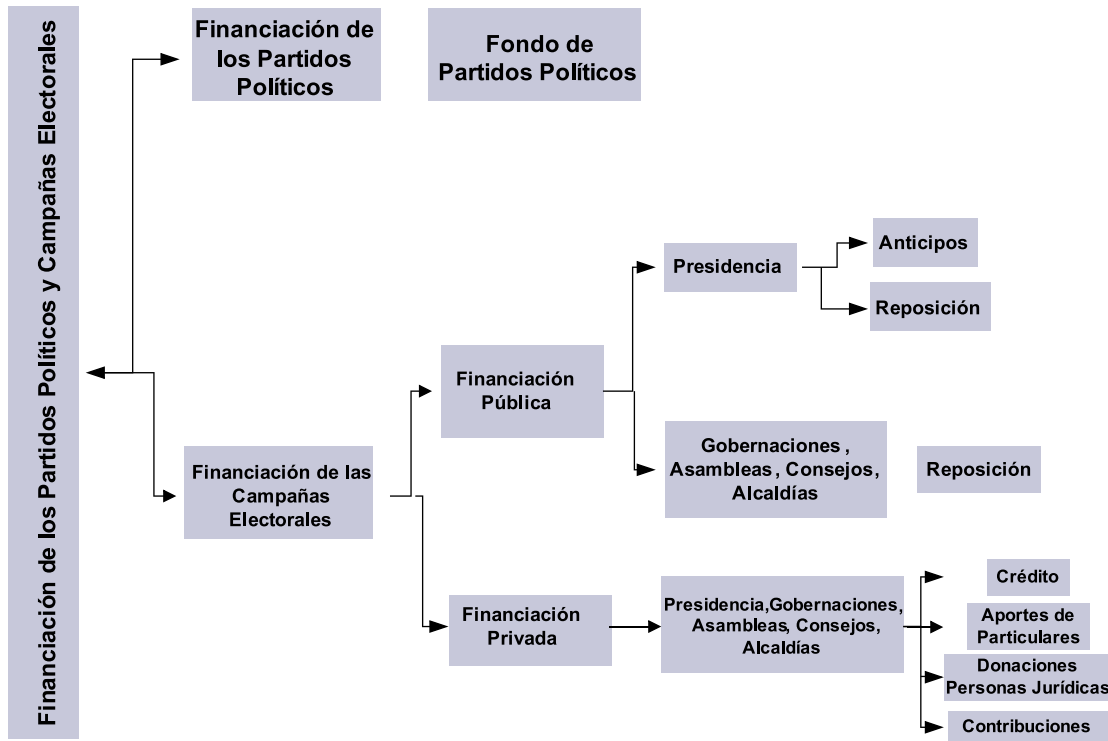 Financiación de los Partidos Políticos y Campañas Electorales
Financiación de
los Partidos
Políticos
Fondo de
Partidos Políticos
Financiación de las
Campañas
Electorales
Financiación
Pública
Presidencia
Anticipos
Reposición
Gobernaciones ,
Asambleas , Consejos,
Alcaldías
Reposición
Financiación
Privada
Presidencia,Gobernaciones,
Asambleas, Consejos,
Alcaldías
Crédito
Aportes de
Particulares
Donaciones
Personas Jurídicas
Contribuciones